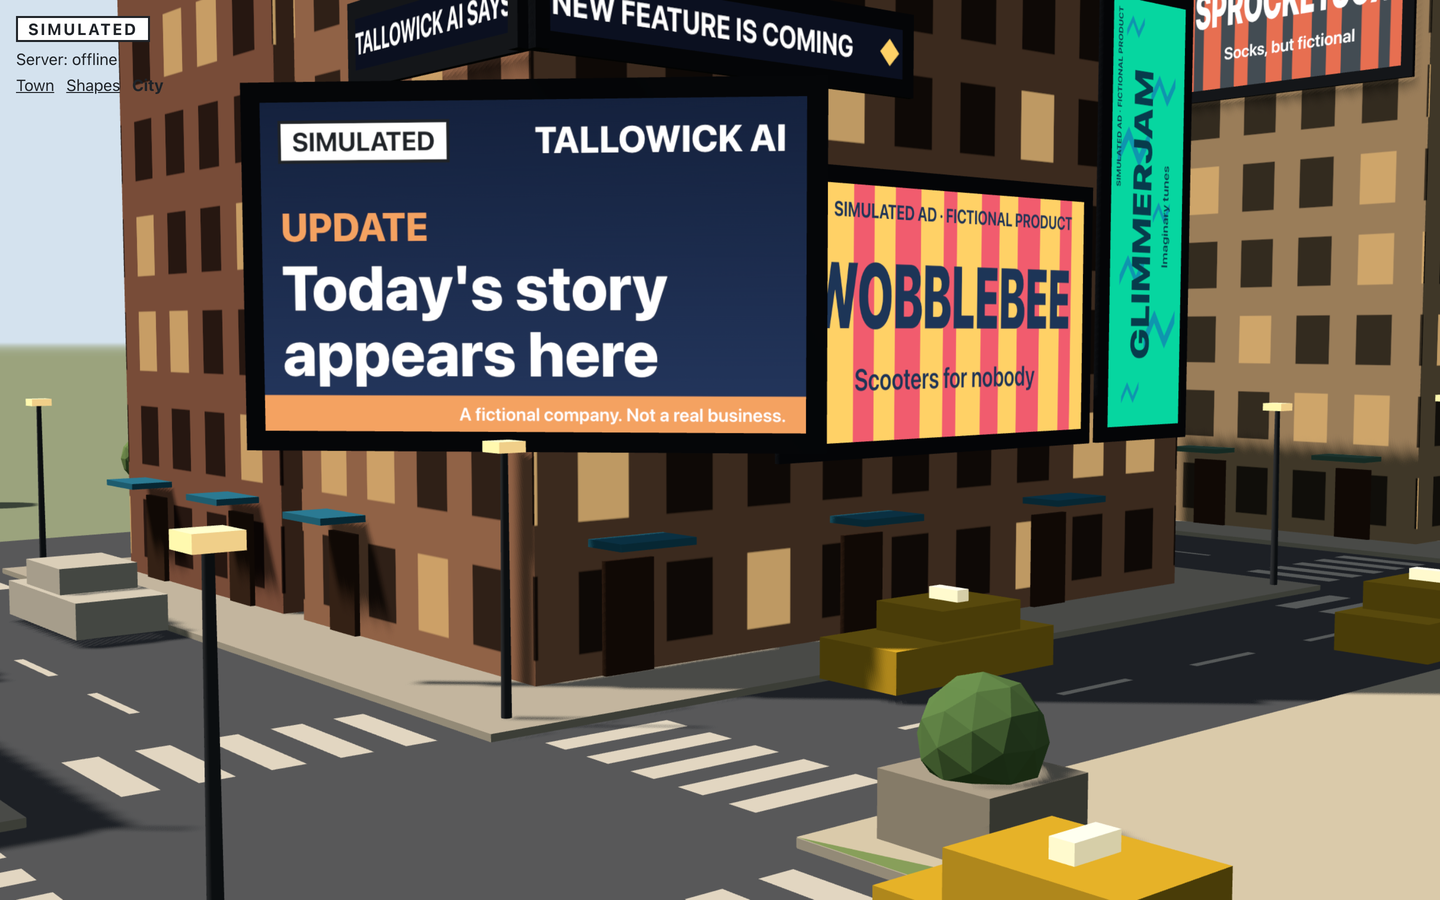 SIMULATED
Server: offline
Town Shapes City
TALLOWICK AI SAYS
NEW FEATURE IS COMING
SIMULATED
TALLOWICK AI
UPDATE
Today's story
appears here
A fictional company. Not a real business.
SIMULATED AD · FICTIONAL PRODUCT
WOBBLEBEE
Scooters for nobody
SIMULATED AD · FICTIONAL PRODUCT
GLIMMERJAM
Imaginary tunes
Socks, but fictional